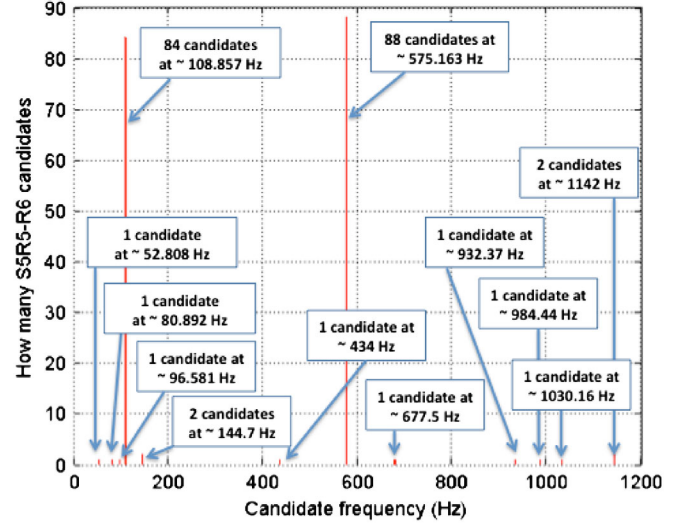 90
80
70
60
50
40
30
20
10
0
How many S5R5-R6 candidates
84 candidates
at ~ 108.857 Hz
88 candidates at
~ 575.163 Hz
2 candidates
at ~ 1142 Hz
1 candidate
at ~ 52.808 Hz
1 candidate at
~ 932.37 Hz
1 candidate
at ~ 80.892 Hz
1 candidate at
~ 984.44 Hz
1 candidate at
~ 434 Hz
1 candidate at
~ 96.581 Hz
1 candidate at
~ 1030.16 Hz
1 candidate at
~ 677.5 Hz
2 candidates
at ~ 144.7 Hz
0 200 400 600 800 1000 1200
Candidate frequency (Hz)